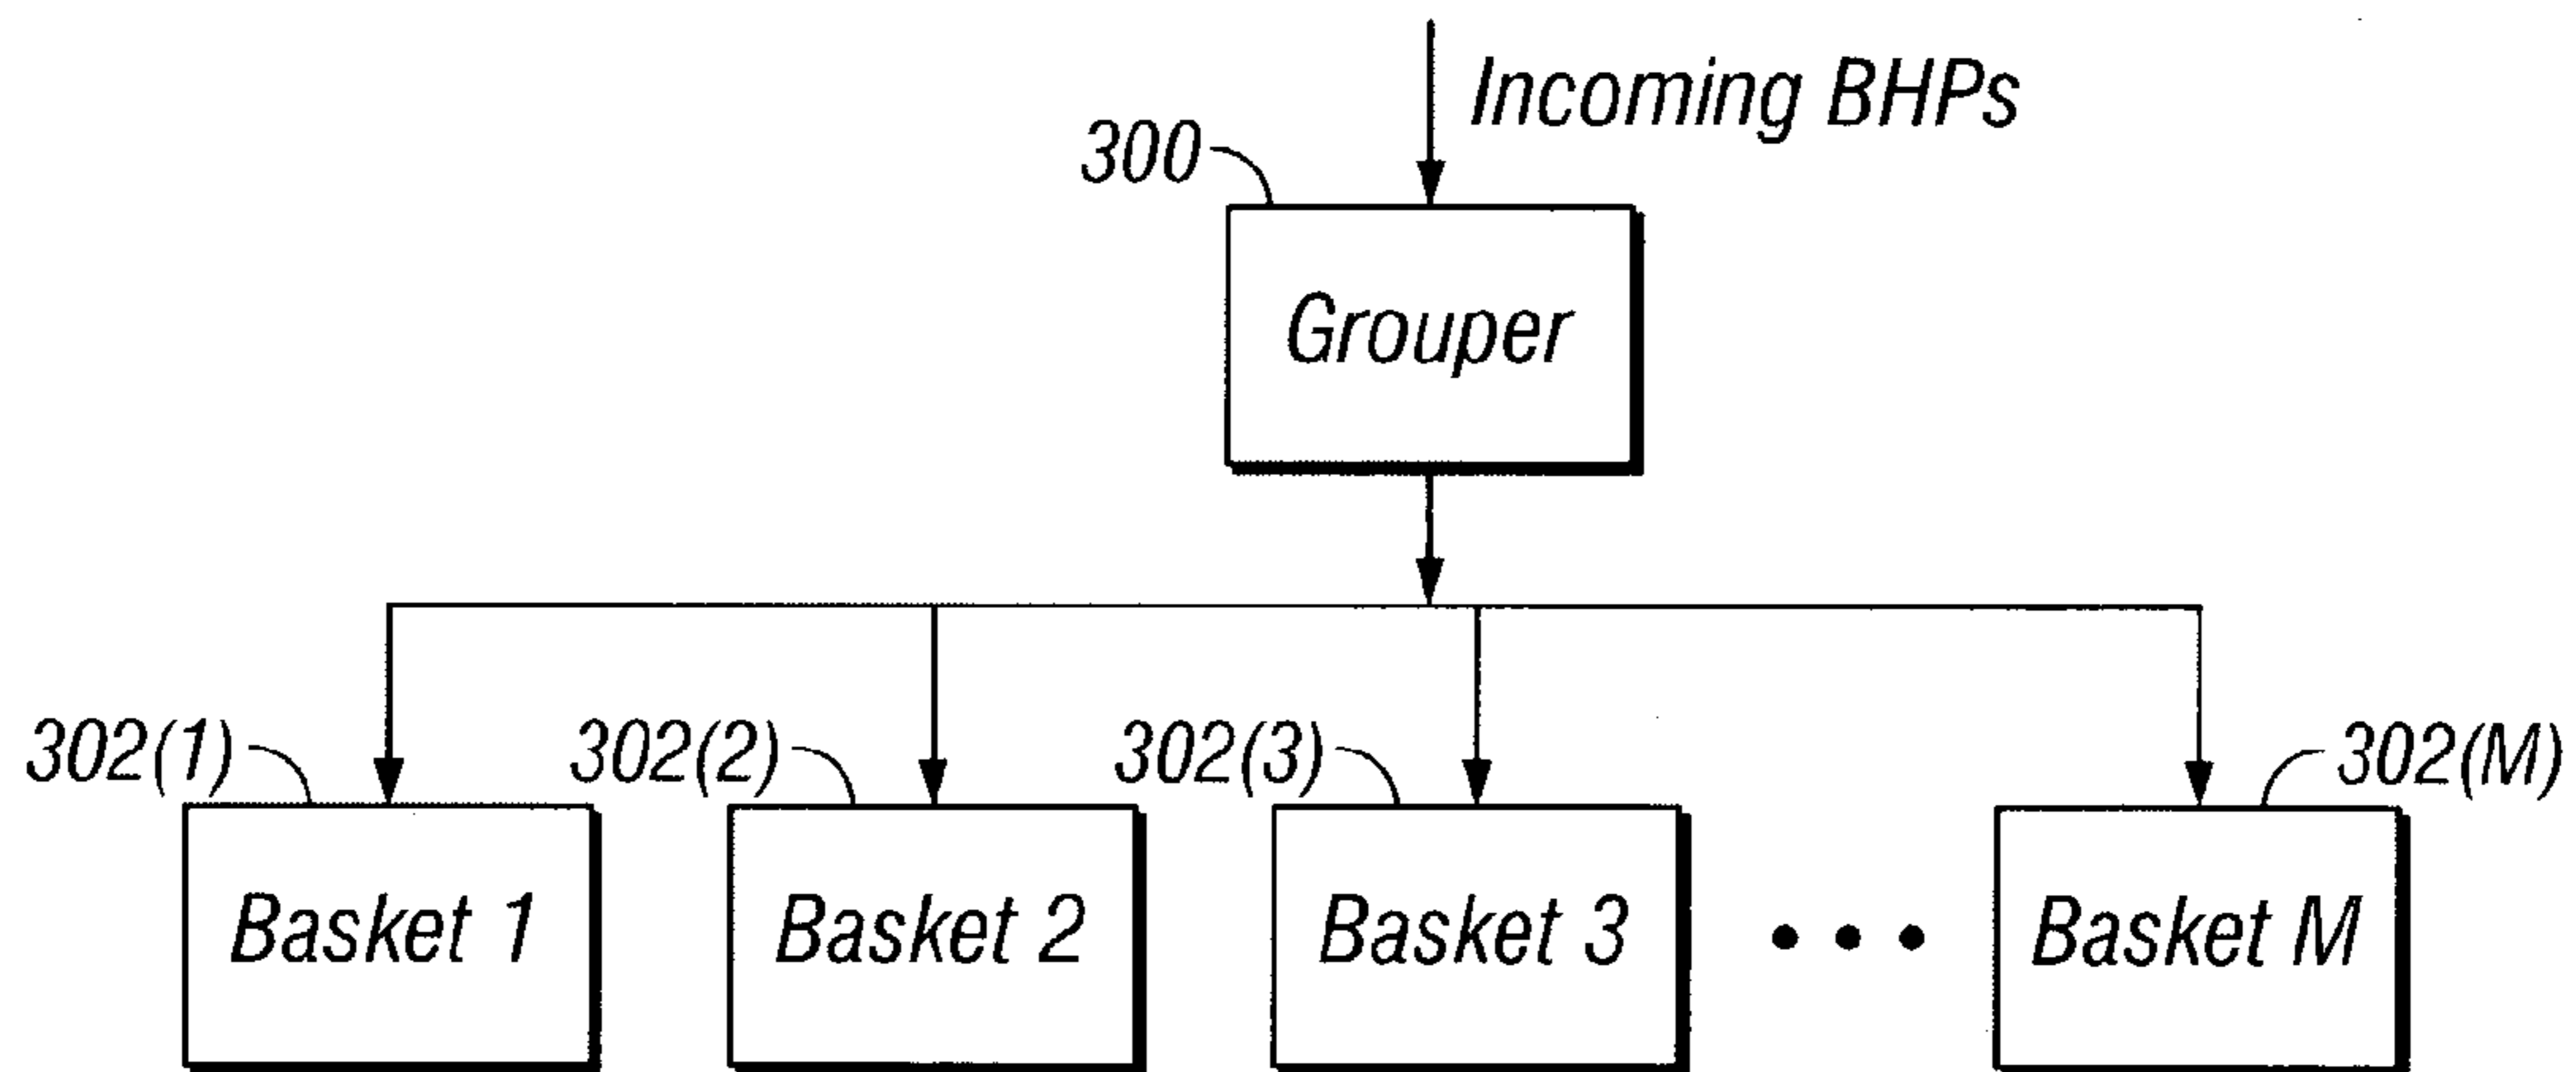 Incoming BHPs
300
Grouper
302(1)
302(2)
302(3)
302(M)
Basket 1
Basket 2
Basket 3
• • •
Basket M